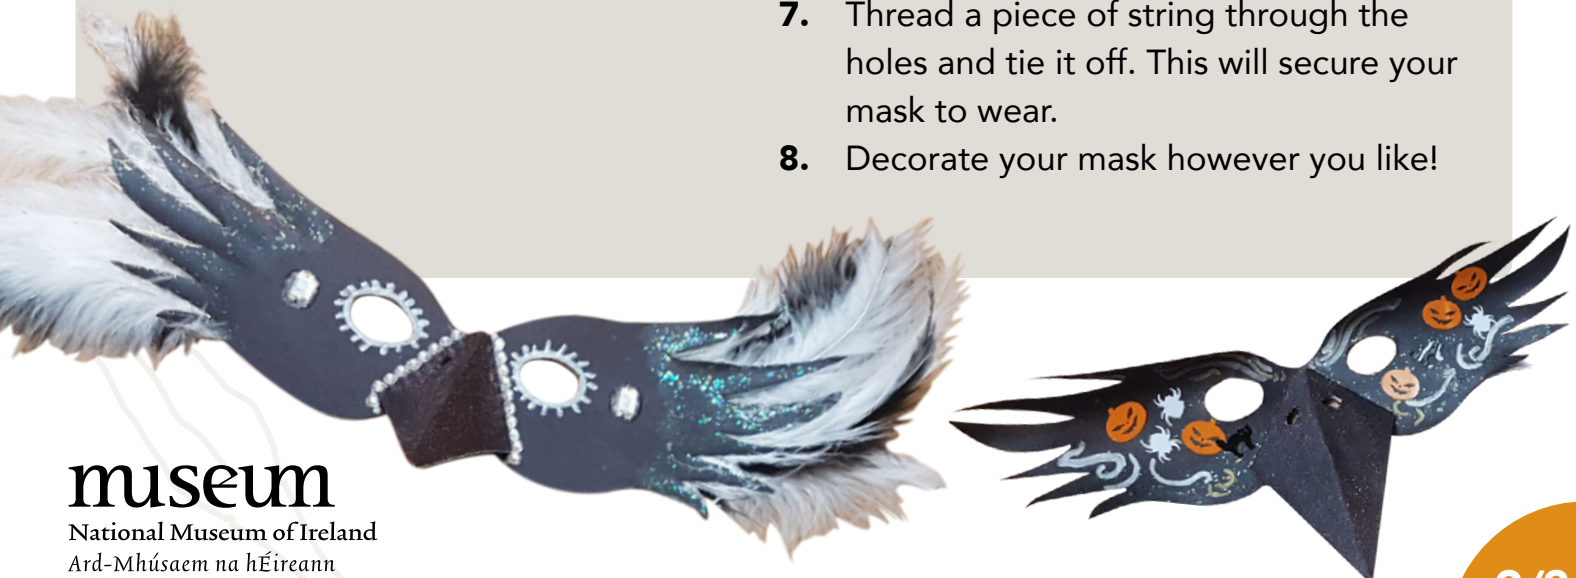 7. Thread a piece of string through the
holes and tie it off. This will secure your
mask to wear.
8. Decorate your mask however you like!
museum
National Museum of Ireland
Ard-Mhúsaem na hÉireann